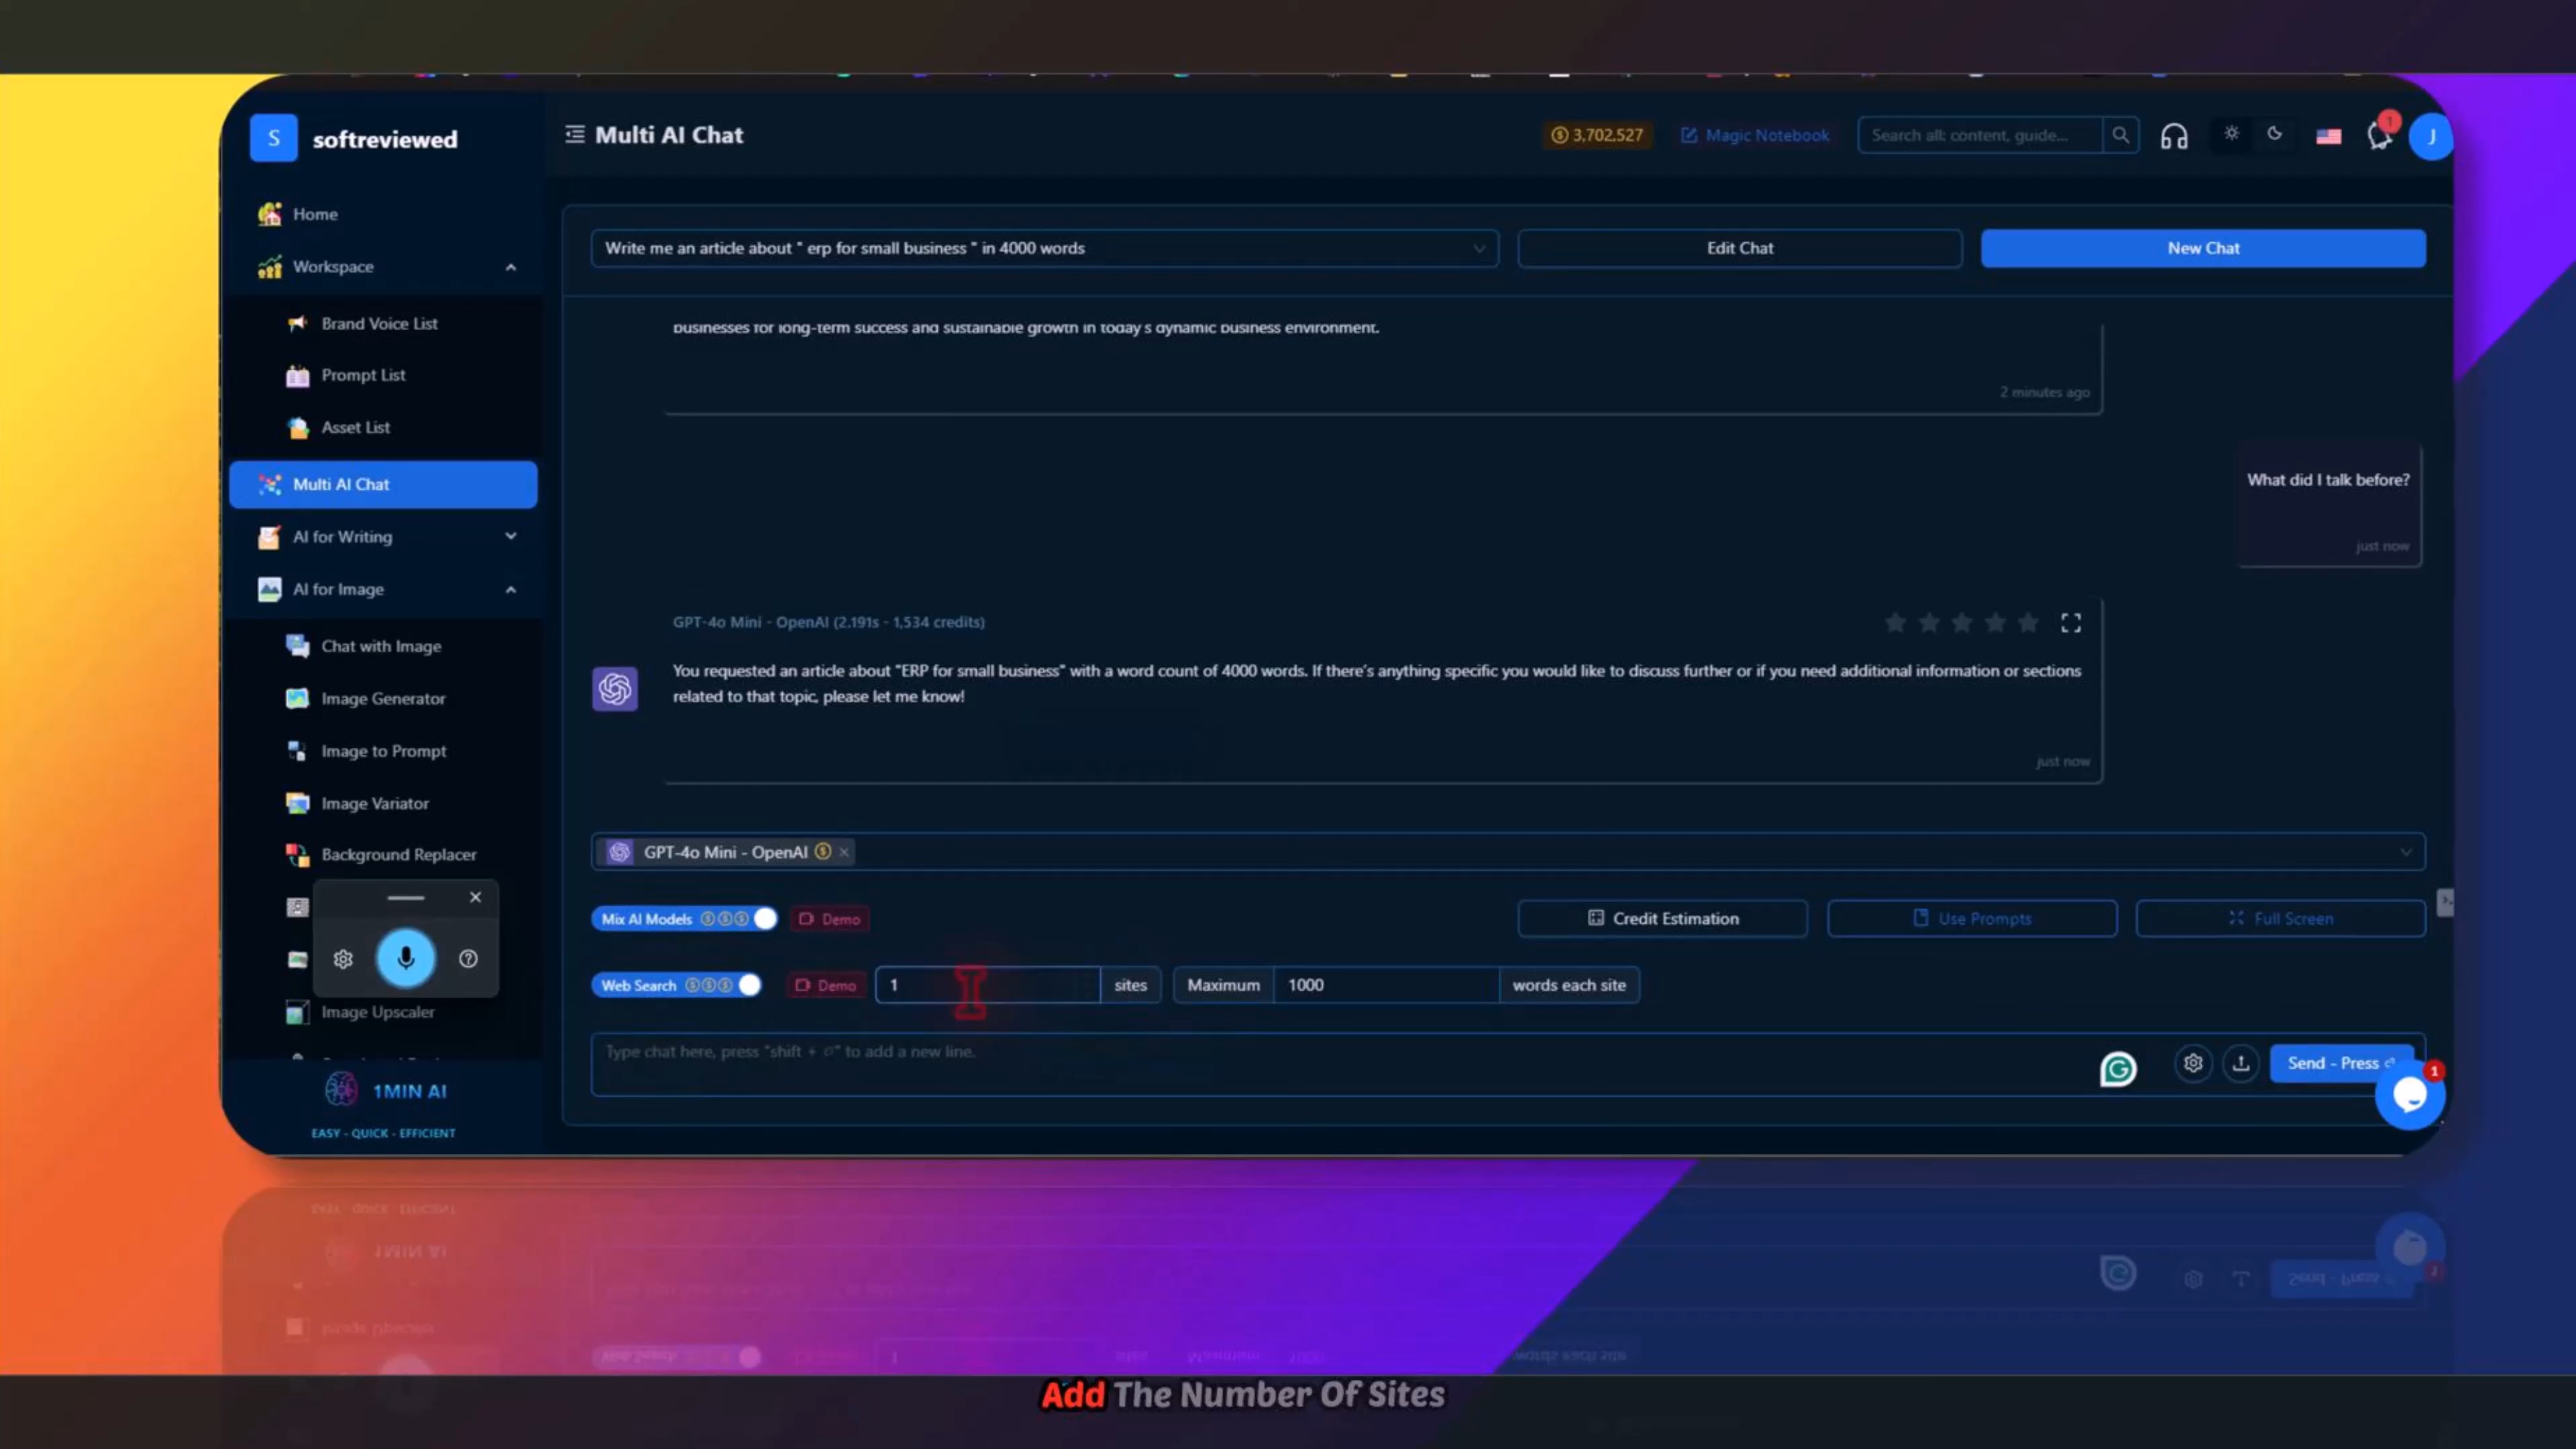 S softreviewed
Multi AI Chat
3,702,527
Magic Notebook
Search all: content, guide...
1
J
Home
Workspace
Brand Voice List
Prompt List
Asset List
Multi AI Chat
AI for Writing
AI for Image
Chat with Image
Image Generator
Image to Prompt
Image Variator
Background Replacer
Image Upscaler
1MIN AI
EASY - QUICK - EFFICIENT
Write me an article about " erp for small business " in 4000 words
Edit Chat
New Chat
businesses for long-term success and sustainable growth in today's dynamic business environment.
2 minutes ago
What did I talk before?
just now
GPT-4o Mini - OpenAI (2.191s - 1,534 credits)
You requested an article about "ERP for small business" with a word count of 4000 words. If there's anything specific you would like to discuss further or if you need additional information or sections
related to that topic, please let me know!
just now
GPT-4o Mini - OpenAI
Mix AI Models
Demo
Credit Estimation
Use Prompts
Full Screen
Web Search
Demo
1 sites
Maximum 1000 words each site
Type chat here, press "shift + ⏎" to add a new line.
Send - Press
1
Add The Number Of Sites